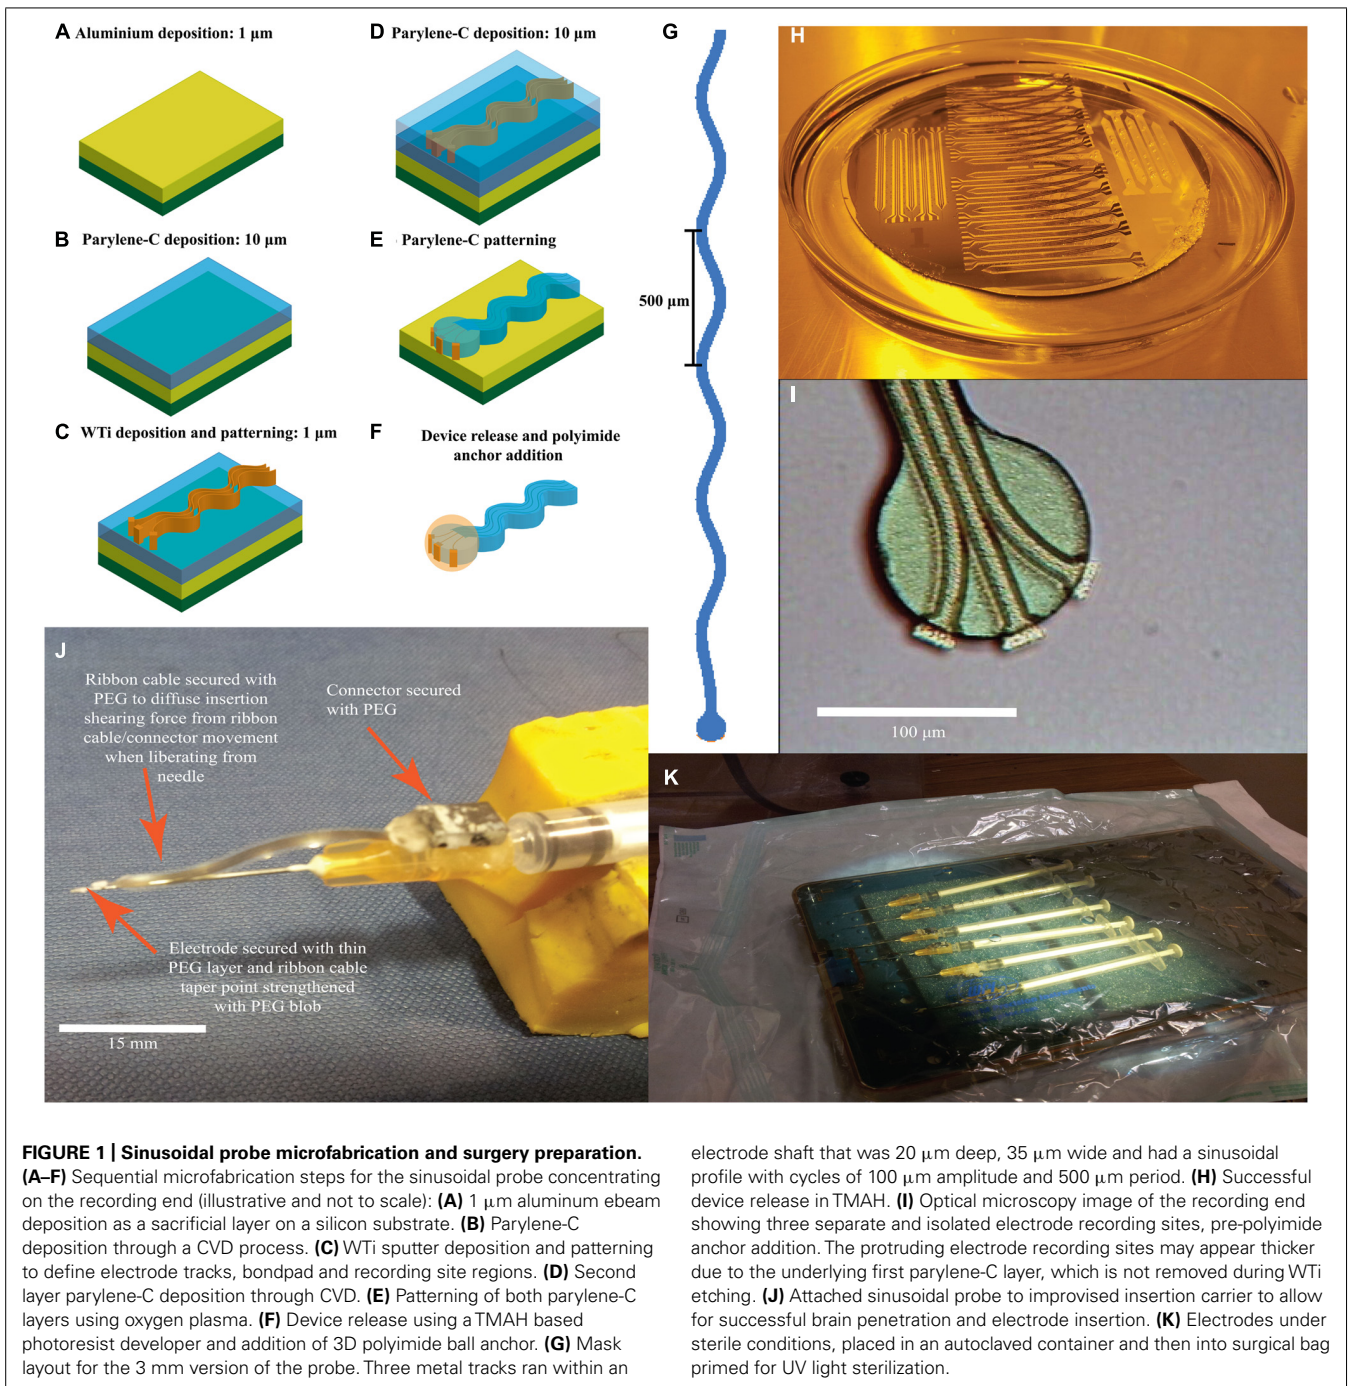 A Aluminium deposition: 1 μm
B Parylene-C deposition: 10 μm
C WTi deposition and patterning: 1 μm
D Parylene-C deposition: 10 μm
E Parylene-C patterning
F Device release and polyimide
anchor addition
G
500 μm
H
I
100 μm
J
Ribbon cable secured with
PEG to diffuse insertion
shearing force from ribbon
cable/connector movement
when liberating from
needle
Connector secured
with PEG
Electrode secured with thin
PEG layer and ribbon cable
taper point strengthened
with PEG blob
15 mm
K
FIGURE 1 | Sinusoidal probe microfabrication and surgery preparation.
(A–F) Sequential microfabrication steps for the sinusoidal probe concentrating
on the recording end (illustrative and not to scale): (A) 1 μm aluminum ebeam
deposition as a sacrificial layer on a silicon substrate. (B) Parylene-C
deposition through a CVD process. (C) WTi sputter deposition and patterning
to define electrode tracks, bondpad and recording site regions. (D) Second
layer parylene-C deposition through CVD. (E) Patterning of both parylene-C
layers using oxygen plasma. (F) Device release using a TMAH based
photoresist developer and addition of 3D polyimide ball anchor. (G) Mask
layout for the 3 mm version of the probe. Three metal tracks ran within an
electrode shaft that was 20 μm deep, 35 μm wide and had a sinusoidal
profile with cycles of 100 μm amplitude and 500 μm period. (H) Successful
device release in TMAH. (I) Optical microscopy image of the recording end
showing three separate and isolated electrode recording sites, pre-polyimide
anchor addition. The protruding electrode recording sites may appear thicker
due to the underlying first parylene-C layer, which is not removed during WTi
etching. (J) Attached sinusoidal probe to improvised insertion carrier to allow
for successful brain penetration and electrode insertion. (K) Electrodes under
sterile conditions, placed in an autoclaved container and then into surgical bag
primed for UV light sterilization.